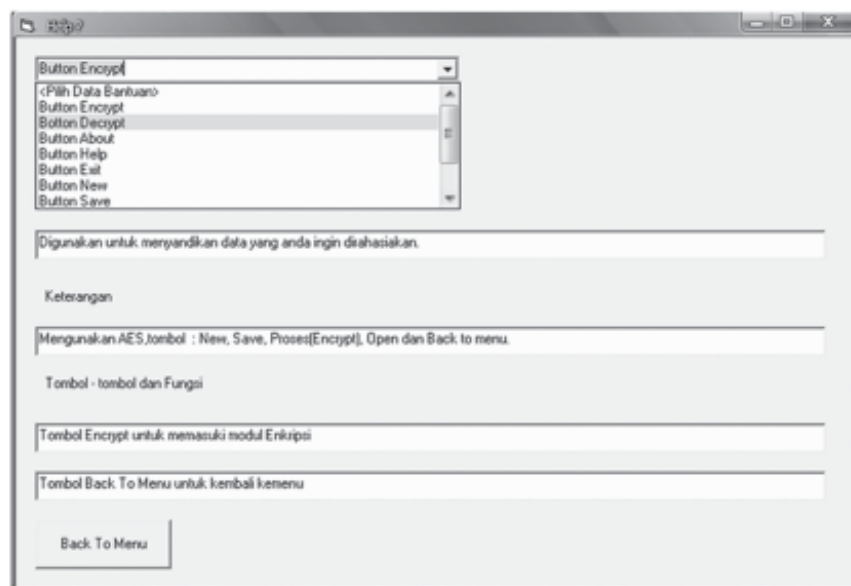 Help?
Button Encrypt
<Pilih Data Bantuan>
Button Encrypt
Botton Decrypt
Button About
Button Help
Button Exit
Button New
Button Save
Digunakan untuk menyandikan data yang anda ingin dirahasiakan.
Keterangan
Mengunakan AES,tombol : New, Save, Proses(Encrypt), Open dan Back to menu.
Tombol - tombol dan Fungsi
Tombol Encrypt untuk memasuki modul Enkripsi
Tombol Back To Menu untuk kembali kemenu
Back To Menu